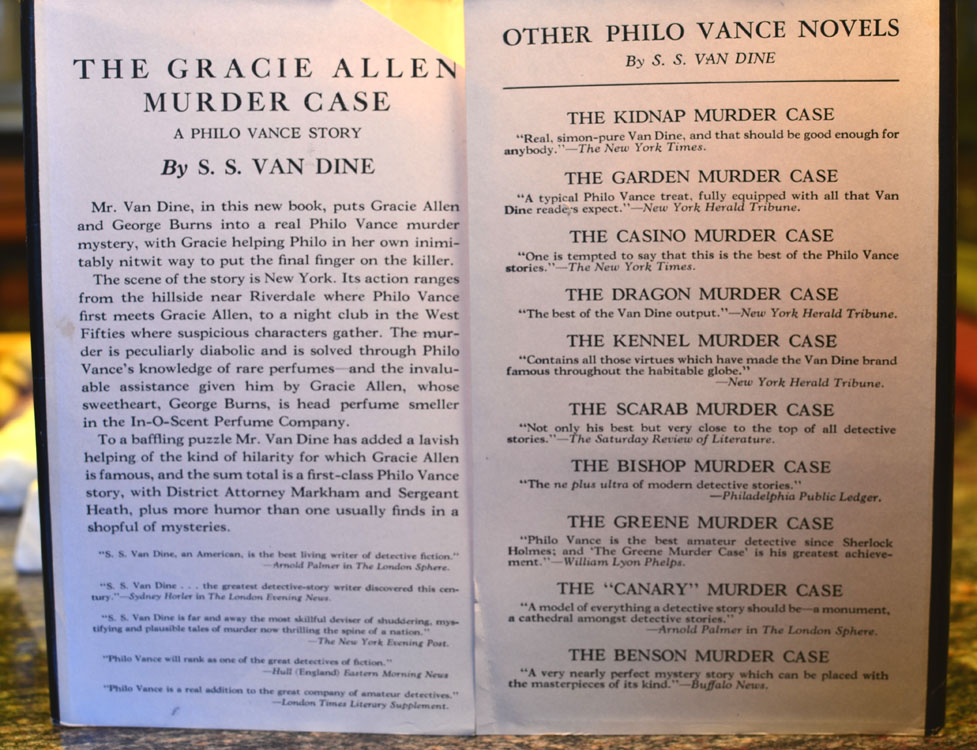 THE GRACIE ALLEN
MURDER CASE
A PHILO VANCE STORY
By S. S. VAN DINE
Mr. Van Dine, in this new book, puts Gracie Allen
and George Burns into a real Philo Vance murder
mystery, with Gracie helping Philo in her own inimi-
tably nitwit way to put the final finger on the killer.
The scene of the story is New York. Its action ranges
from the hillside near Riverdale where Philo Vance
first meets Gracie Allen, to a night club in the West
Fifties where suspicious characters gather. The mur-
der is peculiarly diabolic and is solved through Philo
Vance's knowledge of rare perfumes—and the invalu-
able assistance given him by Gracie Allen, whose
sweetheart, George Burns, is head perfume smeller
in the In-O-Scent Perfume Company.
To a baffling puzzle Mr. Van Dine has added a lavish
helping of the kind of hilarity for which Gracie Allen
is famous, and the sum total is a first-class Philo Vance
story, with District Attorney Markham and Sergeant
Heath, plus more humor than one usually finds in a
shopful of mysteries.
"S. S. Van Dine, an American, is the best living writer of detective fiction."
—Arnold Palmer in The London Sphere.
"S. S. Van Dine . . . the greatest detective-story writer discovered this cen-
tury."—Sydney Horler in The London Evening News.
"S. S. Van Dine is far and away the most skillful deviser of shuddering, mys-
tifying and plausible tales of murder now thrilling the spine of a nation."
—The New York Evening Post.
"Philo Vance will rank as one of the great detectives of fiction."
—Hull (England) Eastern Morning News
"Philo Vance is a real addition to the great company of amateur detectives."
—London Times Literary Supplement.
OTHER PHILO VANCE NOVELS
By S. S. VAN DINE
THE KIDNAP MURDER CASE
"Real, simon-pure Van Dine, and that should be good enough for
anybody."—The New York Times.
THE GARDEN MURDER CASE
"A typical Philo Vance treat, fully equipped with all that Van
Dine readers expect."—New York Herald Tribune.
THE CASINO MURDER CASE
"One is tempted to say that this is the best of the Philo Vance
stories."—The New York Times.
THE DRAGON MURDER CASE
"The best of the Van Dine output."—New York Herald Tribune.
THE KENNEL MURDER CASE
"Contains all those virtues which have made the Van Dine brand
famous throughout the habitable globe."
—New York Herald Tribune.
THE SCARAB MURDER CASE
"Not only his best but very close to the top of all detective
stories."—The Saturday Review of Literature.
THE BISHOP MURDER CASE
"The ne plus ultra of modern detective stories."
—Philadelphia Public Ledger.
THE GREENE MURDER CASE
"Philo Vance is the best amateur detective since Sherlock
Holmes; and 'The Greene Murder Case' is his greatest achieve-
ment."—William Lyon Phelps.
THE "CANARY" MURDER CASE
"A model of everything a detective story should be—a monument,
a cathedral amongst detective stories."
—Arnold Palmer in The London Sphere.
THE BENSON MURDER CASE
"A very nearly perfect mystery story which can be placed with
the masterpieces of its kind."—Buffalo News.